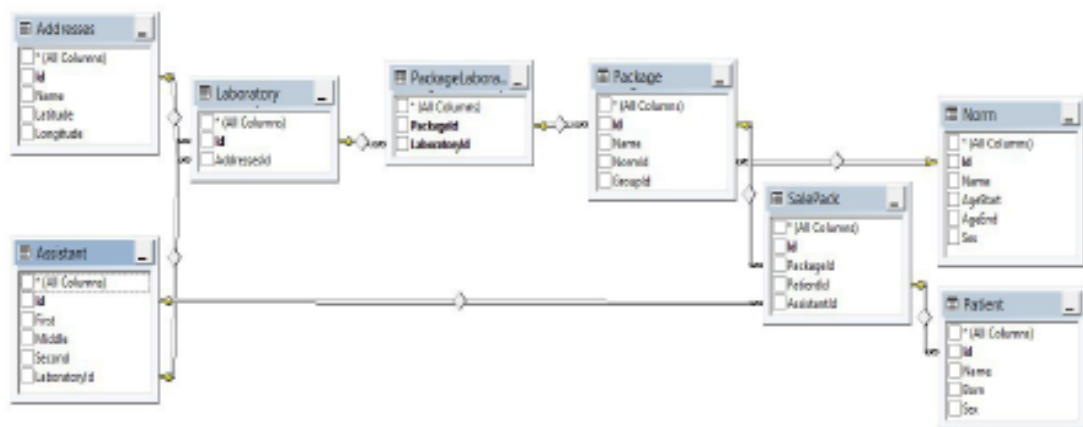 Addresses
* (All Columns)
Id
Name
Latitude
Longitude
Laboratory
* (All Columns)
Id
AddressesId
PackageLabora...
* (All Columns)
PackageId
LaboratoryId
Package
* (All Columns)
Id
Name
NormId
GroupId
Norm
* (All Columns)
Id
Name
AgeStart
AgeEnd
Sex
SalePack
* (All Columns)
Id
PackageId
PatientId
AssistantId
Assistant
* (All Columns)
Id
First
Middle
Second
LaboratoryId
Patient
* (All Columns)
Id
Name
Born
Sex